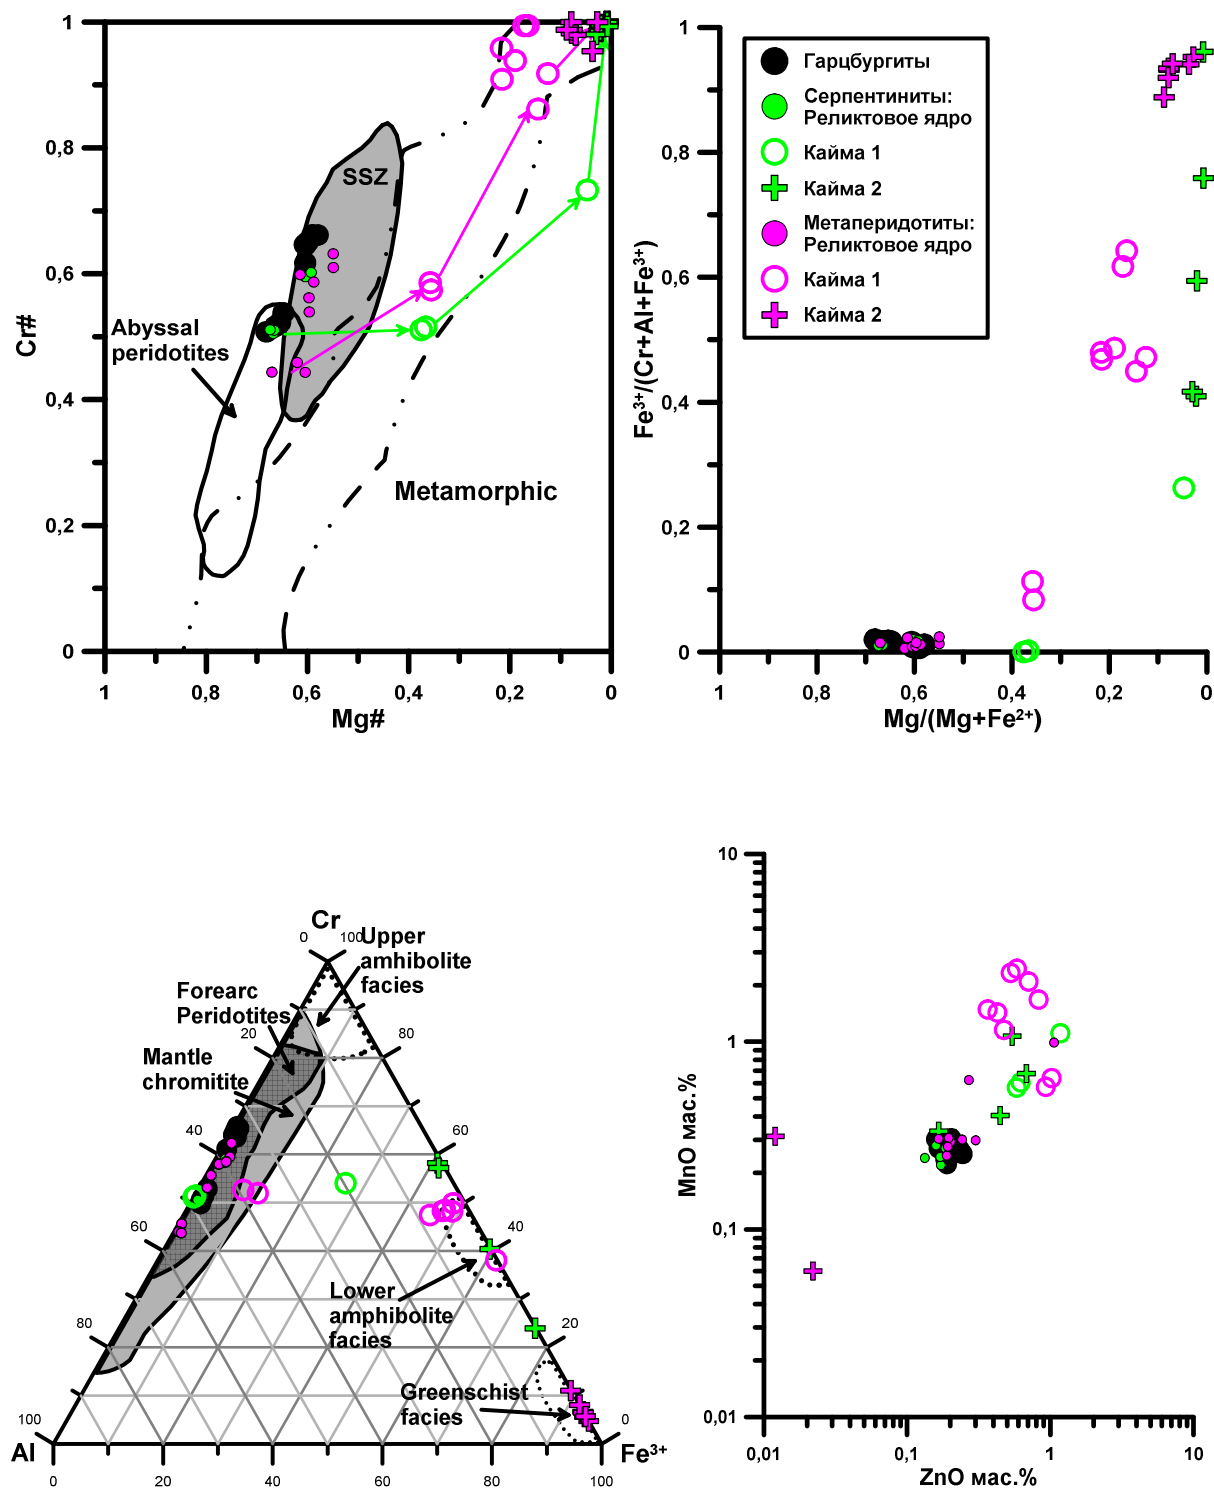 1
0,8
0,6
0,4
0,2
0
Cr#
SSZ
Abyssal
peridotites
Metamorphic
1
0,8
0,6
0,4
0,2
0
Mg#
1
0,8
0,6
0,4
0,2
0
Fe³⁺/(Cr+Al+Fe³⁺)
Гарцбургиты
Серпентиниты:
Реликтовое ядро
Кайма 1
Кайма 2
Метаперидотиты:
Реликтовое ядро
Кайма 1
Кайма 2
1
0,8
0,6
0,4
0,2
0
Mg/(Mg+Fe²⁺)
Cr
0
100
Upper
amhibolite
facies
Forearc
Peridotites
Mantle
chromitite
20
80
40
60
60
40
80
20
100
0
Lower
amphibolite
facies
Greenschist
facies
Al
Fe³⁺
0
20
40
60
80
100
10
1
0,1
0,01
MnO мас.%
0,01
0,1
1
10
ZnO мас.%